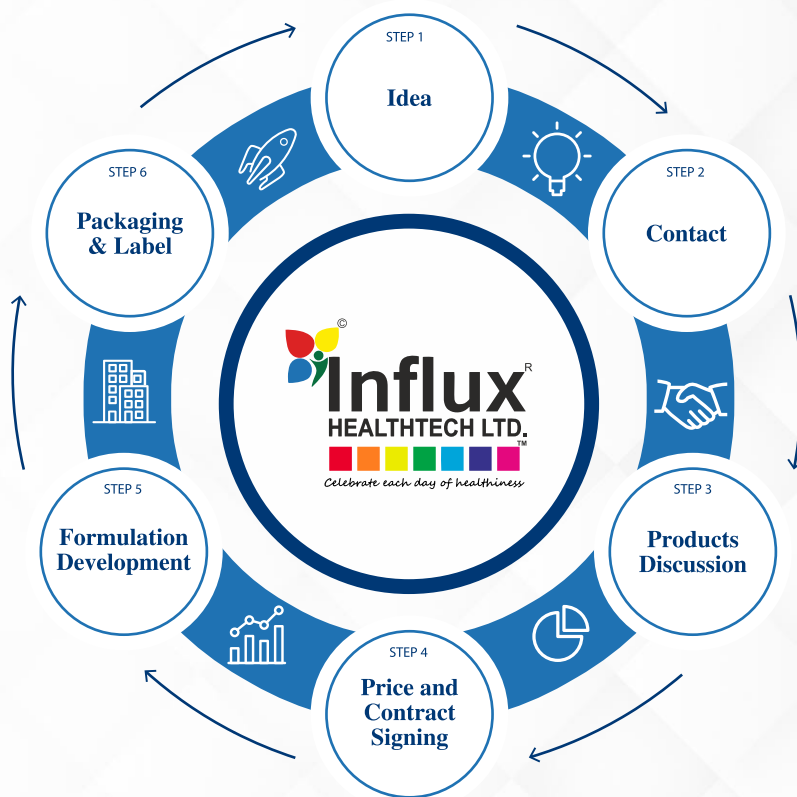 STEP 1
Idea
STEP 2
Contact
STEP 3
Products
Discussion
STEP 4
Price and
Contract
Signing
STEP 5
Formulation
Development
STEP 6
Packaging
& Label
©
Influx®
HEALTHTECH LTD.
™
Celebrate each day of healthiness